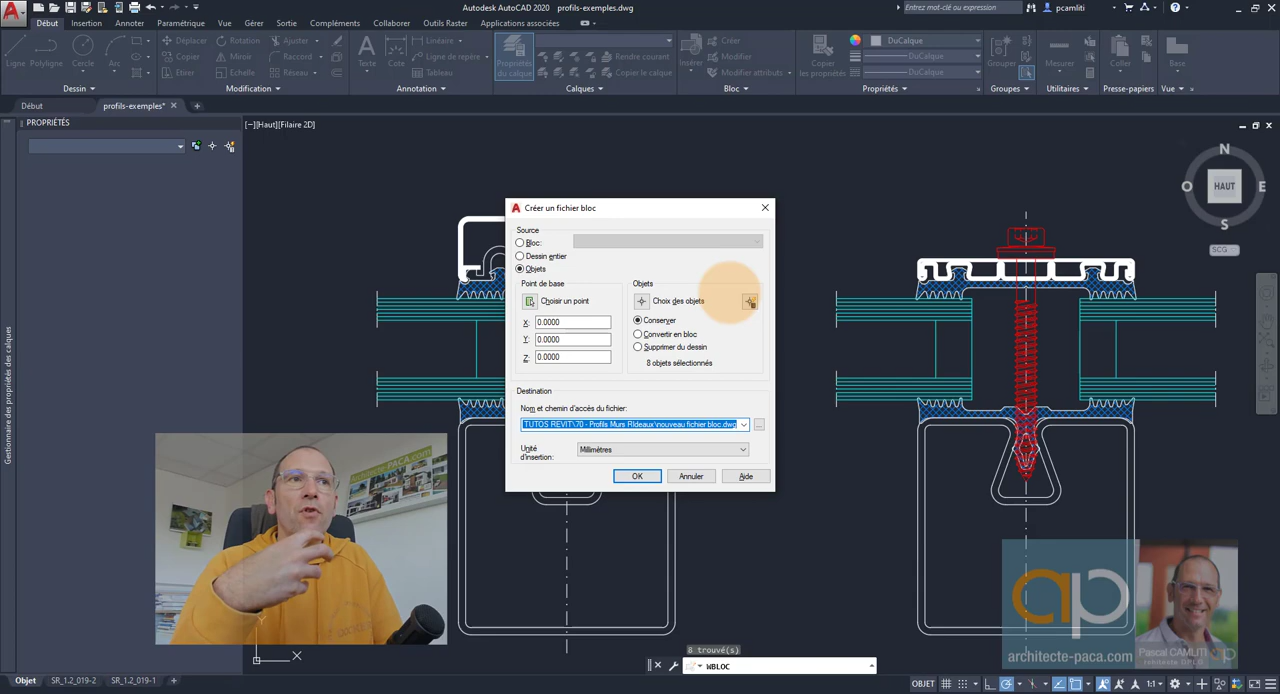 Autodesk AutoCAD 2020 profils-exemples.dwg
Entrez mot-clé ou expression
pcamliti
Début Insertion Annoter Paramétrique Vue Gérer Sortie Compléments Collaborer Outils Raster Applications associées
Ligne Polyligne Cercle Arc
Déplacer Rotation Ajuster
Copier Miroir Raccord
Etirer Echelle Réseau
Texte Cote
Linéaire
Ligne de repère
Tableau
Propriétés du calque
Rendre courant
Copier le calque
Insérer
Créer
Modifier
Modifier attributs
Copier les propriétés
DuCalque
DuCalque
DuCalque
Grouper
Mesurer
Coller
Base
Dessin Modification Annotation Calques Bloc Propriétés Groupes Utilitaires Presse-papiers Vue
Début profils-exemples*
PROPRIÉTÉS
[−][Haut][Filaire 2D]
Gestionnaire des propriétés des calques
N
O HAUT E
S
SCG
Créer un fichier bloc
Source
Bloc:
Dessin entier
Objets
Point de base
Choisir un point
X: 0.0000
Y: 0.0000
Z: 0.0000
Objets
Choix des objets
Conserver
Convertir en bloc
Supprimer du dessin
8 objets sélectionnés
Destination
Nom et chemin d'accès du fichier:
TUTOS REVIT\70 - Profils Murs RIdeaux\nouveau fichier bloc.dwg
...
Unité d'insertion:
Millimètres
OK Annuler Aide
ap
architecte-paca.com
Pascal CAMLITI
Architecte DPLG
X
8 trouvé(s)
WBLOC
Objet SR_1.2_019-2 SR_1.2_019-1 +
OBJET 1:1